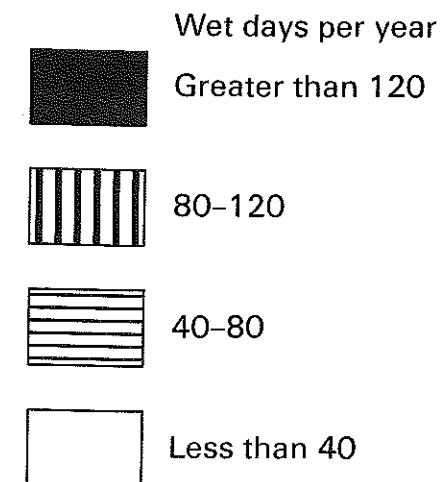 Wet days per year
Greater than 120
80–120
40–80
Less than 40